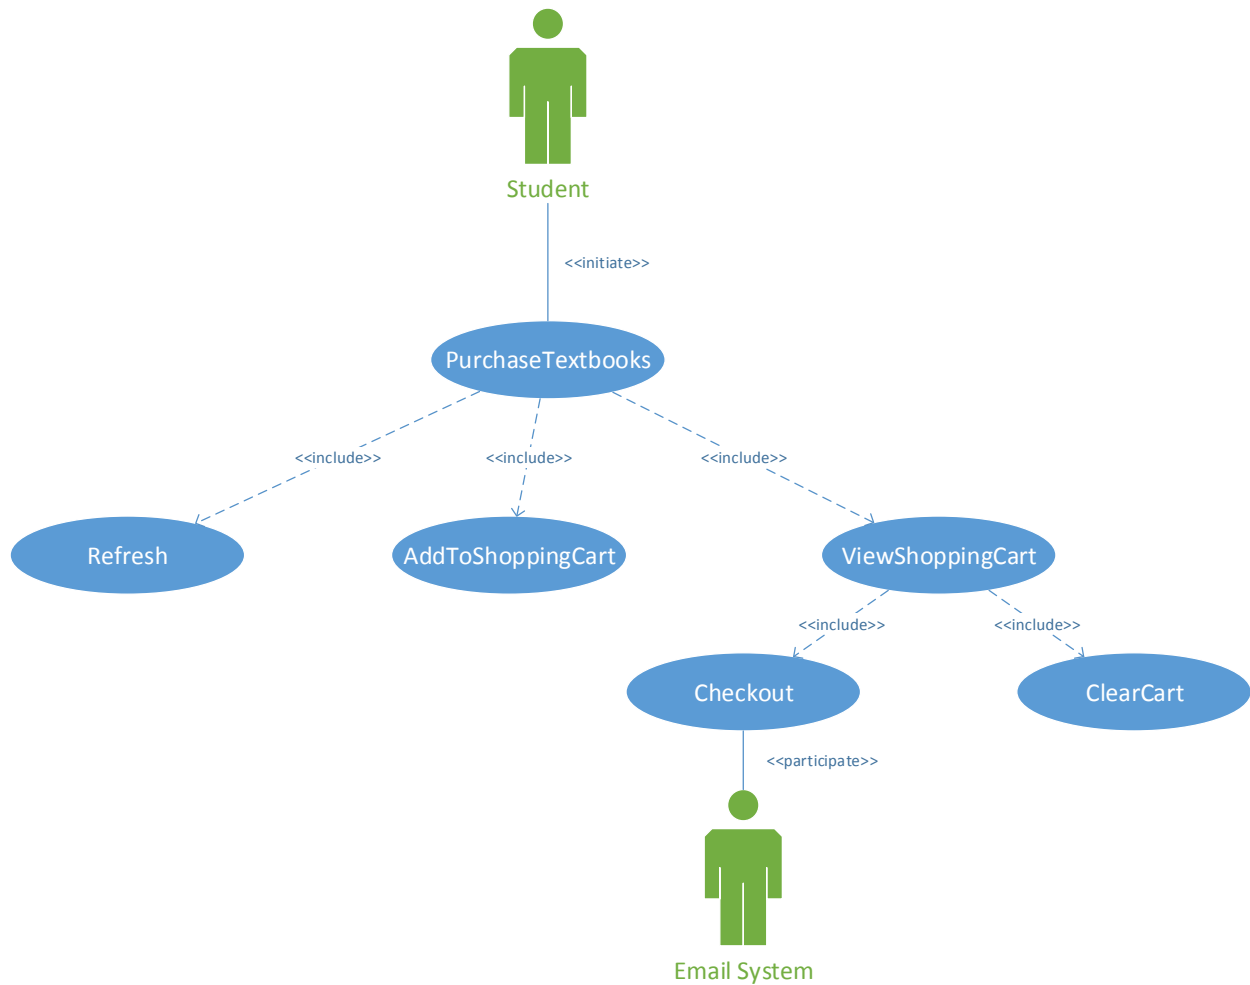 Student
<<initiate>>
PurchaseTextbooks
<<include>>
<<include>>
<<include>>
Refresh
AddToShoppingCart
ViewShoppingCart
<<include>>
<<include>>
Checkout
ClearCart
<<participate>>
Email System